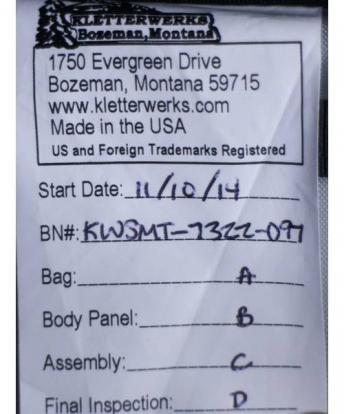 KLETTERWERKS
Bozeman, Montana
1750 Evergreen Drive
Bozeman, Montana 59715
www.kletterwerks.com
Made in the USA
US and Foreign Trademarks Registered
Start Date: 11/10/14
BN#: KWSMT-7322-097
Bag: A
Body Panel: B
Assembly: C
Final Inspection: D